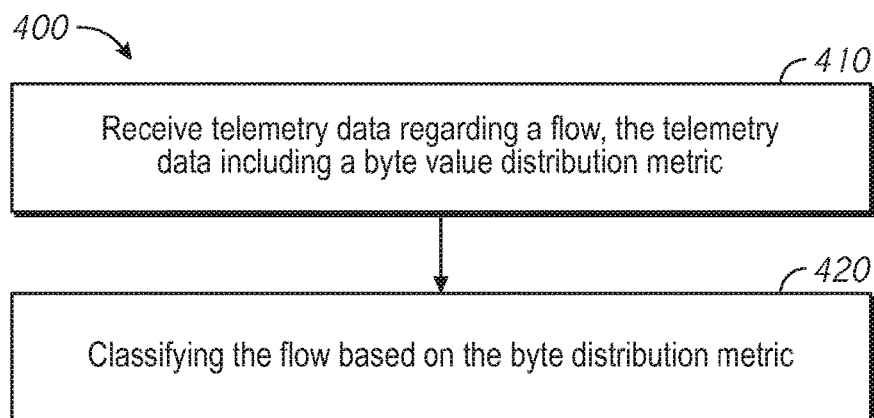 400
410
Receive telemetry data regarding a flow, the telemetry
data including a byte value distribution metric
420
Classifying the flow based on the byte distribution metric